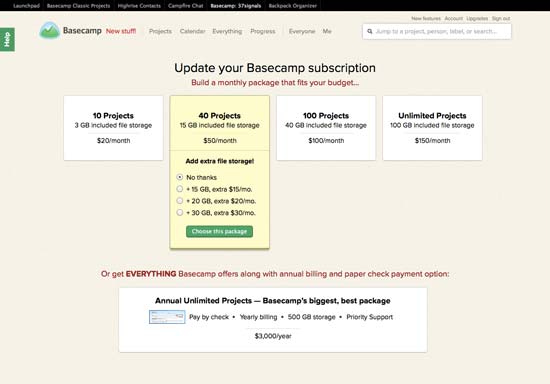 Launchpad Basecamp Classic Projects Highrise Contacts Campfire Chat Basecamp: 37signals Backpack Organizer
New features Account Upgrades Sign out
Help
Basecamp New stuff! Projects Calendar Everything Progress Everyone Me
Jump to a project, person, label, or search...
Update your Basecamp subscription
Build a monthly package that fits your budget...
10 Projects
3 GB included file storage
$20/month
40 Projects
15 GB included file storage
$50/month
Add extra file storage!
No thanks
+ 15 GB, extra $15/mo.
+ 20 GB, extra $20/mo.
+ 30 GB, extra $30/mo.
Choose this package
100 Projects
40 GB included file storage
$100/month
Unlimited Projects
100 GB included file storage
$150/month
Or get EVERYTHING Basecamp offers along with annual billing and paper check payment option:
Annual Unlimited Projects — Basecamp's biggest, best package
Pay by check • Yearly billing • 500 GB storage • Priority Support
$3,000/year